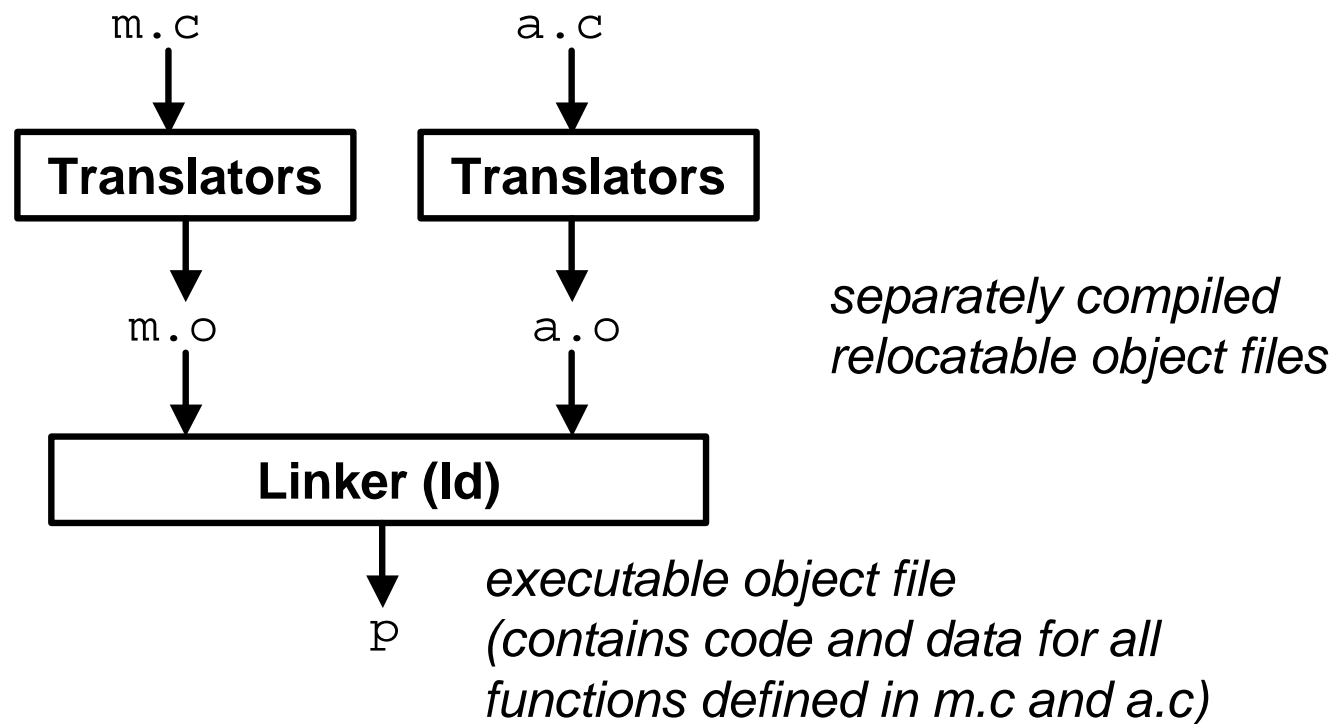 m.c
a.c
Translators
Translators
m.o
a.o
separately compiled
relocatable object files
Linker (ld)
p
executable object file
(contains code and data for all
functions defined in m.c and a.c)